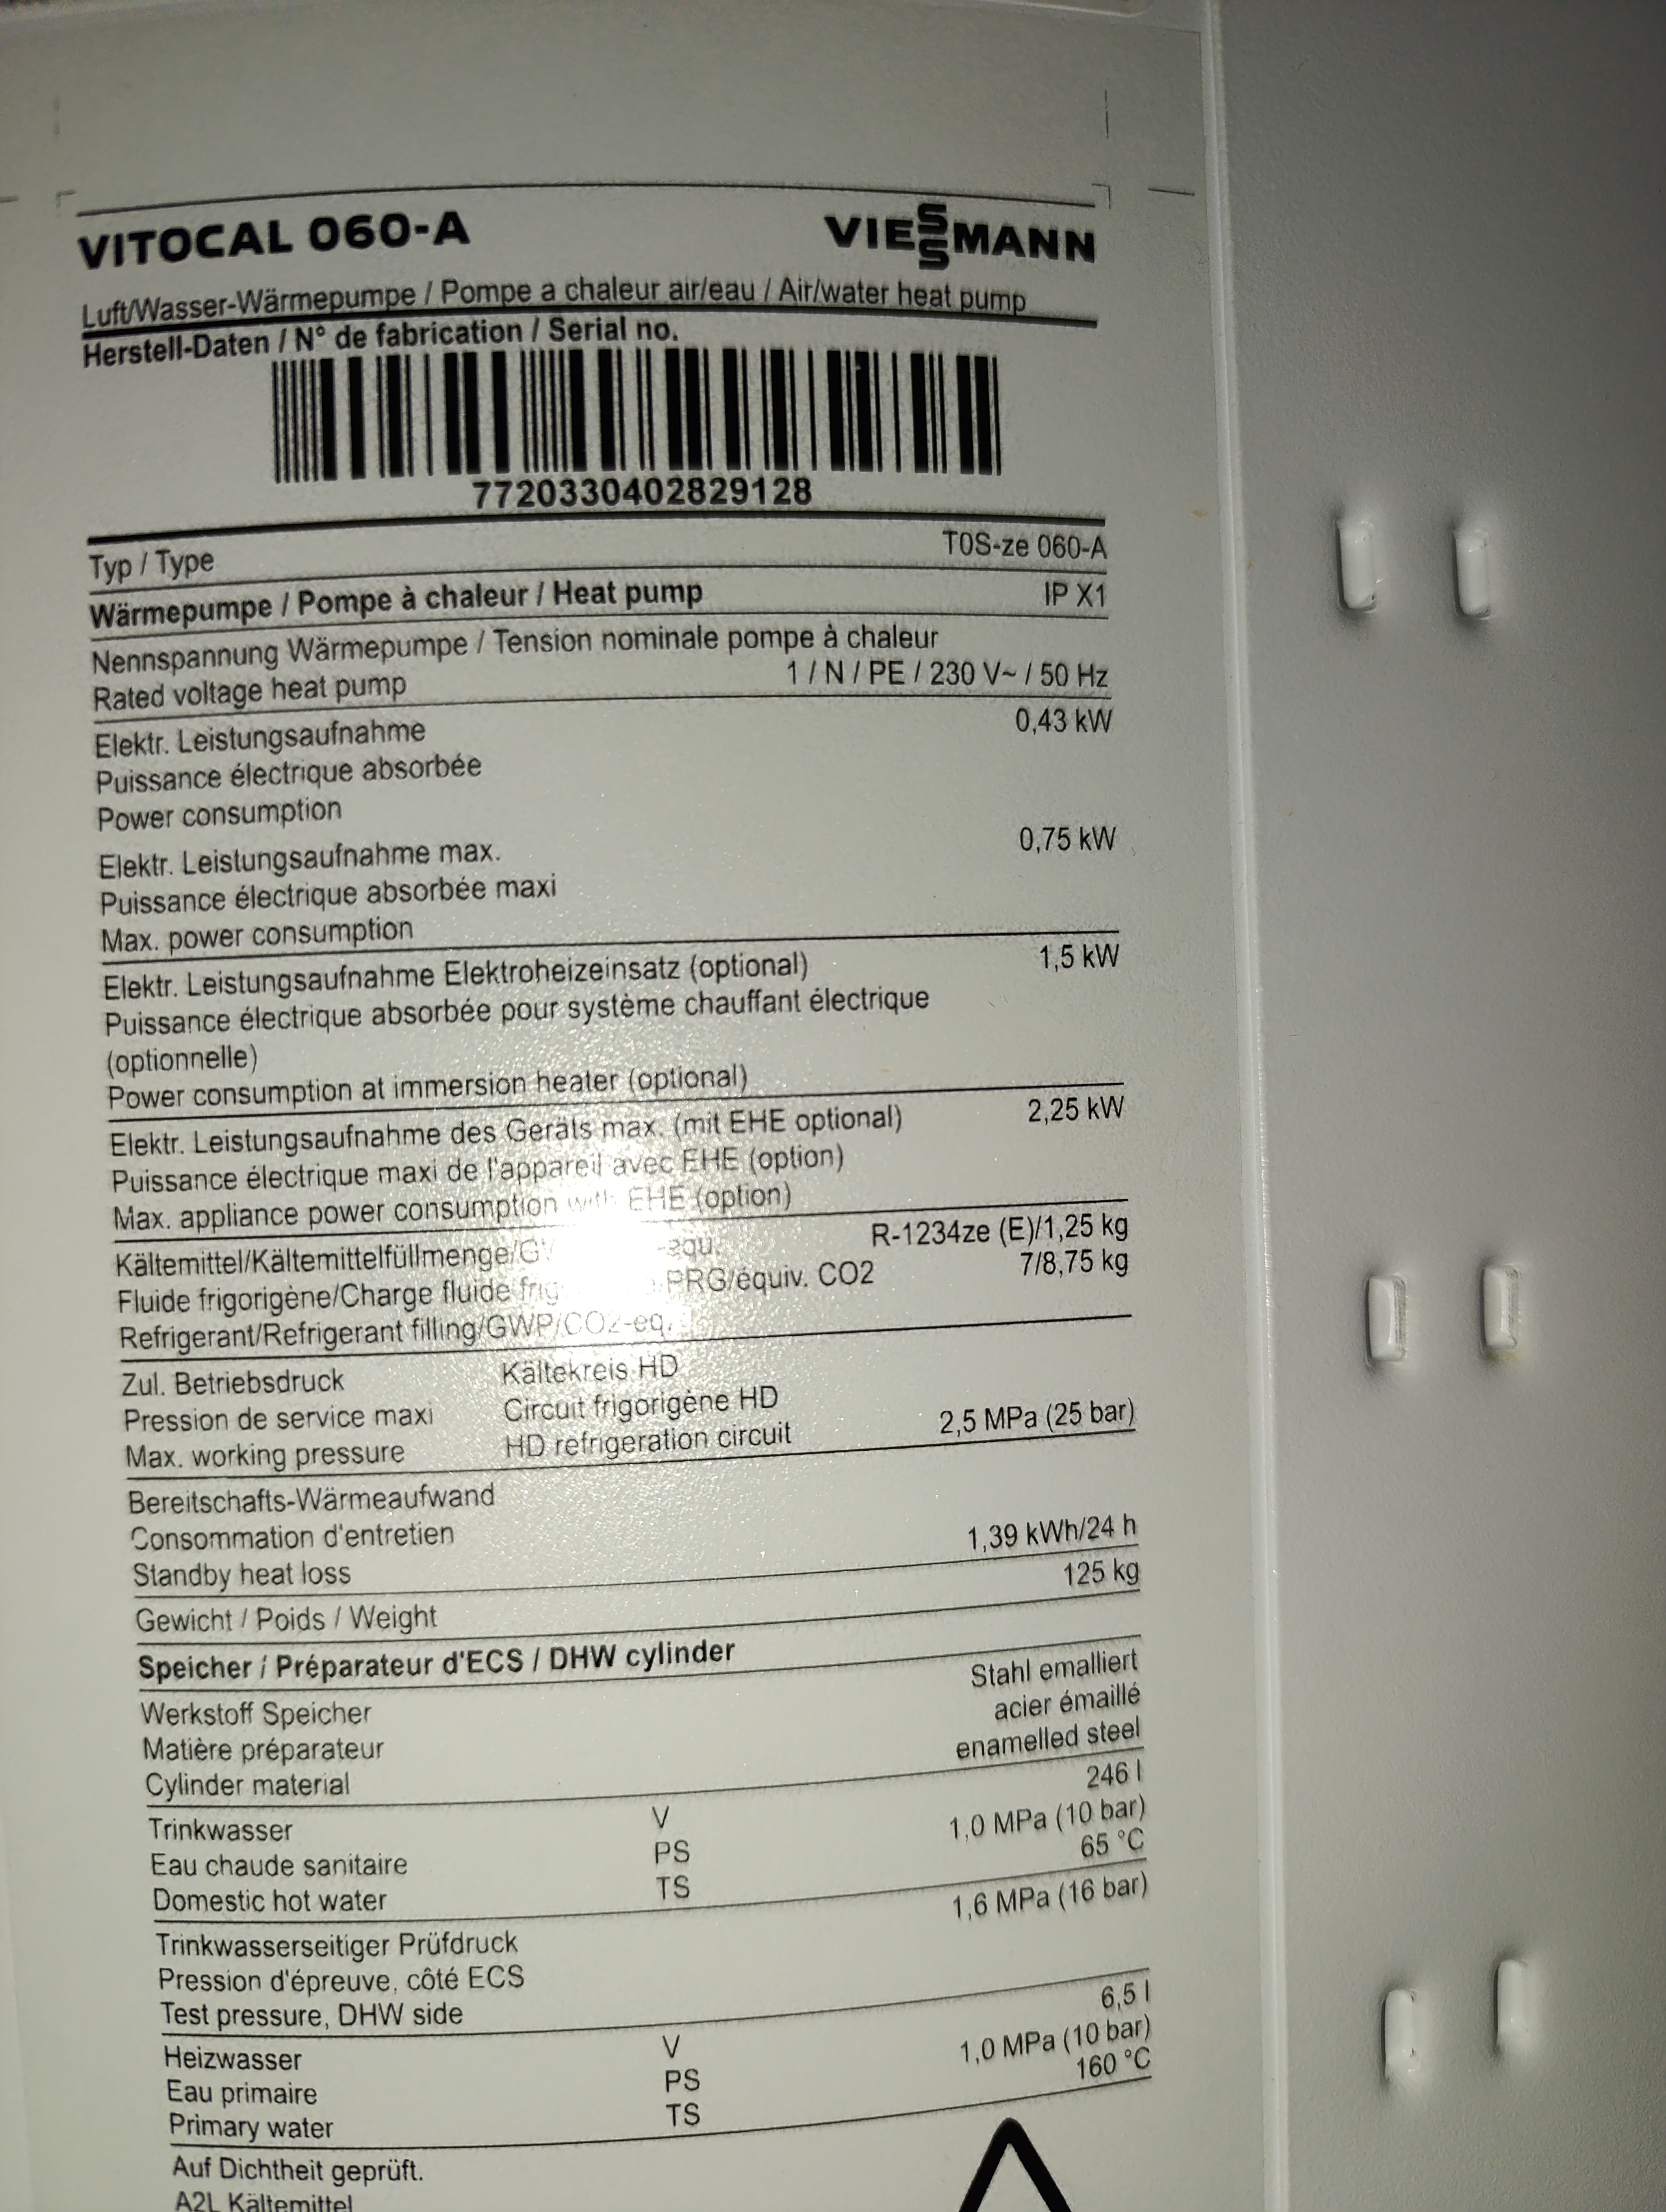 VITOCAL 060-A VIESSMANN
Luft/Wasser-Wärmepumpe / Pompe a chaleur air/eau / Air/water heat pump
Herstell-Daten / N° de fabrication / Serial no.
7720330402829128
Typ / Type T0S-ze 060-A
Wärmepumpe / Pompe à chaleur / Heat pump IP X1
Nennspannung Wärmepumpe / Tension nominale pompe à chaleur
Rated voltage heat pump 1 / N / PE / 230 V~ / 50 Hz
Elektr. Leistungsaufnahme 0,43 kW
Puissance électrique absorbée
Power consumption
Elektr. Leistungsaufnahme max. 0,75 kW
Puissance électrique absorbée maxi
Max. power consumption
Elektr. Leistungsaufnahme Elektroheizeinsatz (optional) 1,5 kW
Puissance électrique absorbée pour système chauffant électrique
(optionnelle)
Power consumption at immersion heater (optional)
Elektr. Leistungsaufnahme des Geräts max. (mit EHE optional) 2,25 kW
Puissance électrique maxi de l'appareil avec EHE (option)
Max. appliance power consumption with EHE (option)
Kältemittel/Kältemittelfüllmenge/ -equ. R-1234ze (E)/1,25 kg
Fluide frigorigène/Charge fluide PRG/équiv. CO2 7/8,75 kg
Refrigerant/Refrigerant filling/GWP/CO2-eq.
Zul. Betriebsdruck Kältekreis HD
Pression de service maxi Circuit frigorigène HD
Max. working pressure HD refrigeration circuit 2,5 MPa (25 bar)
Bereitschafts-Wärmeaufwand
Consommation d'entretien
Standby heat loss 1,39 kWh/24 h
Gewicht / Poids / Weight 125 kg
Speicher / Préparateur d'ECS / DHW cylinder
Werkstoff Speicher Stahl emalliert
Matière préparateur acier émaillé
Cylinder material enamelled steel
Trinkwasser V 246 l
Eau chaude sanitaire PS 1,0 MPa (10 bar)
Domestic hot water TS 65 °C
Trinkwasserseitiger Prüfdruck 1,6 MPa (16 bar)
Pression d'épreuve, côté ECS
Test pressure, DHW side
Heizwasser V 6,5 l
Eau primaire PS 1,0 MPa (10 bar)
Primary water TS 160 °C
Auf Dichtheit geprüft.
A2L Kältemittel